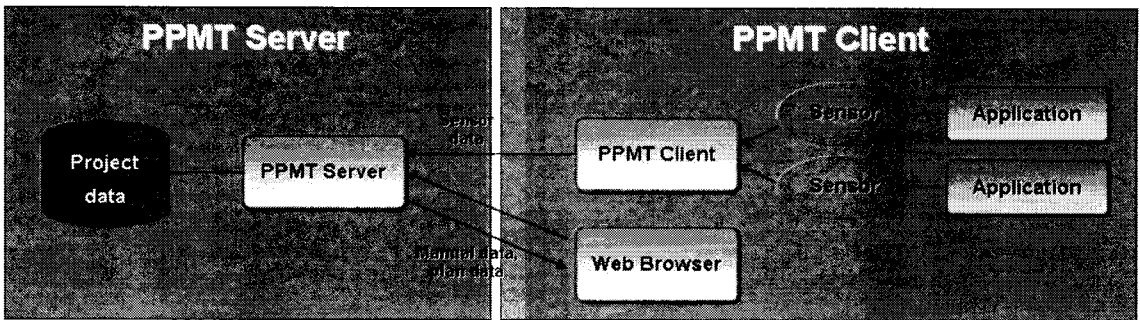 PPMT Server
PPMT Client
Project
data
PPMT Server
Sensor
data
PPMT Client
Sensor
Application
Sensor
Application
Manual data,
plan data
Web Browser